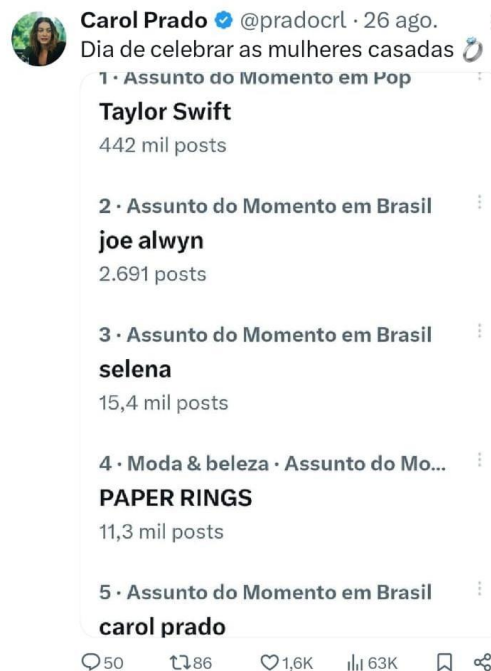 Carol Prado @pradocrl · 26 ago.
Dia de celebrar as mulheres casadas 💍
1 · Assunto do Momento em Pop
Taylor Swift
442 mil posts
2 · Assunto do Momento em Brasil
joe alwyn
2.691 posts
3 · Assunto do Momento em Brasil
selena
15,4 mil posts
4 · Moda & beleza · Assunto do Mo...
PAPER RINGS
11,3 mil posts
5 · Assunto do Momento em Brasil
carol prado
50 86 1,6K 63K